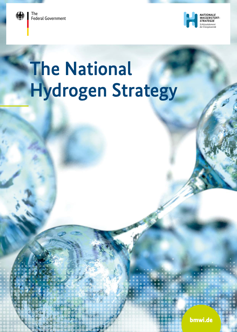 The
Federal Government
NATIONALE
WASSERSTOFF
STRATEGIE
The National
Hydrogen Strategy
bmwi.de